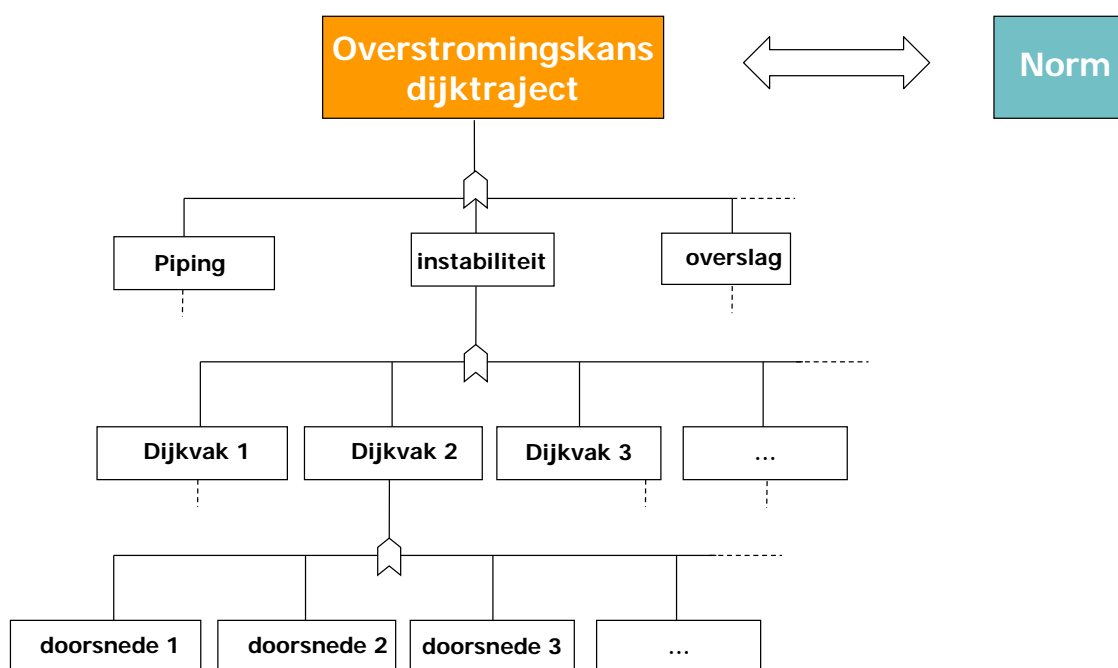 Overstromingskans
dijktraject
Norm
Piping
instabiliteit
overslag
Dijkvak 1
Dijkvak 2
Dijkvak 3
...
doorsnede 1
doorsnede 2
doorsnede 3
...